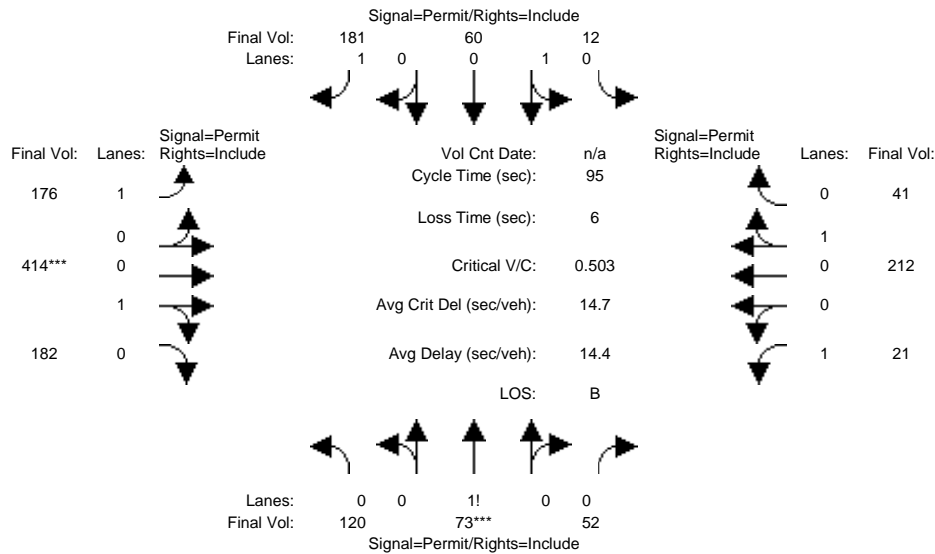 Signal=Permit/Rights=Include
Final Vol: 181 60 12
Lanes: 1 0 0 1 0
Signal=Permit
Final Vol: Lanes: Rights=Include
Vol Cnt Date: n/a
Signal=Permit
Rights=Include Lanes: Final Vol:
Cycle Time (sec): 95
176 1
0 41
Loss Time (sec): 6
0
1
414*** 0
Critical V/C: 0.503
0 212
1
Avg Crit Del (sec/veh): 14.7
0
182 0
Avg Delay (sec/veh): 14.4
1 21
LOS: B
Lanes: 0 0 1! 0 0
Final Vol: 120 73*** 52
Signal=Permit/Rights=Include